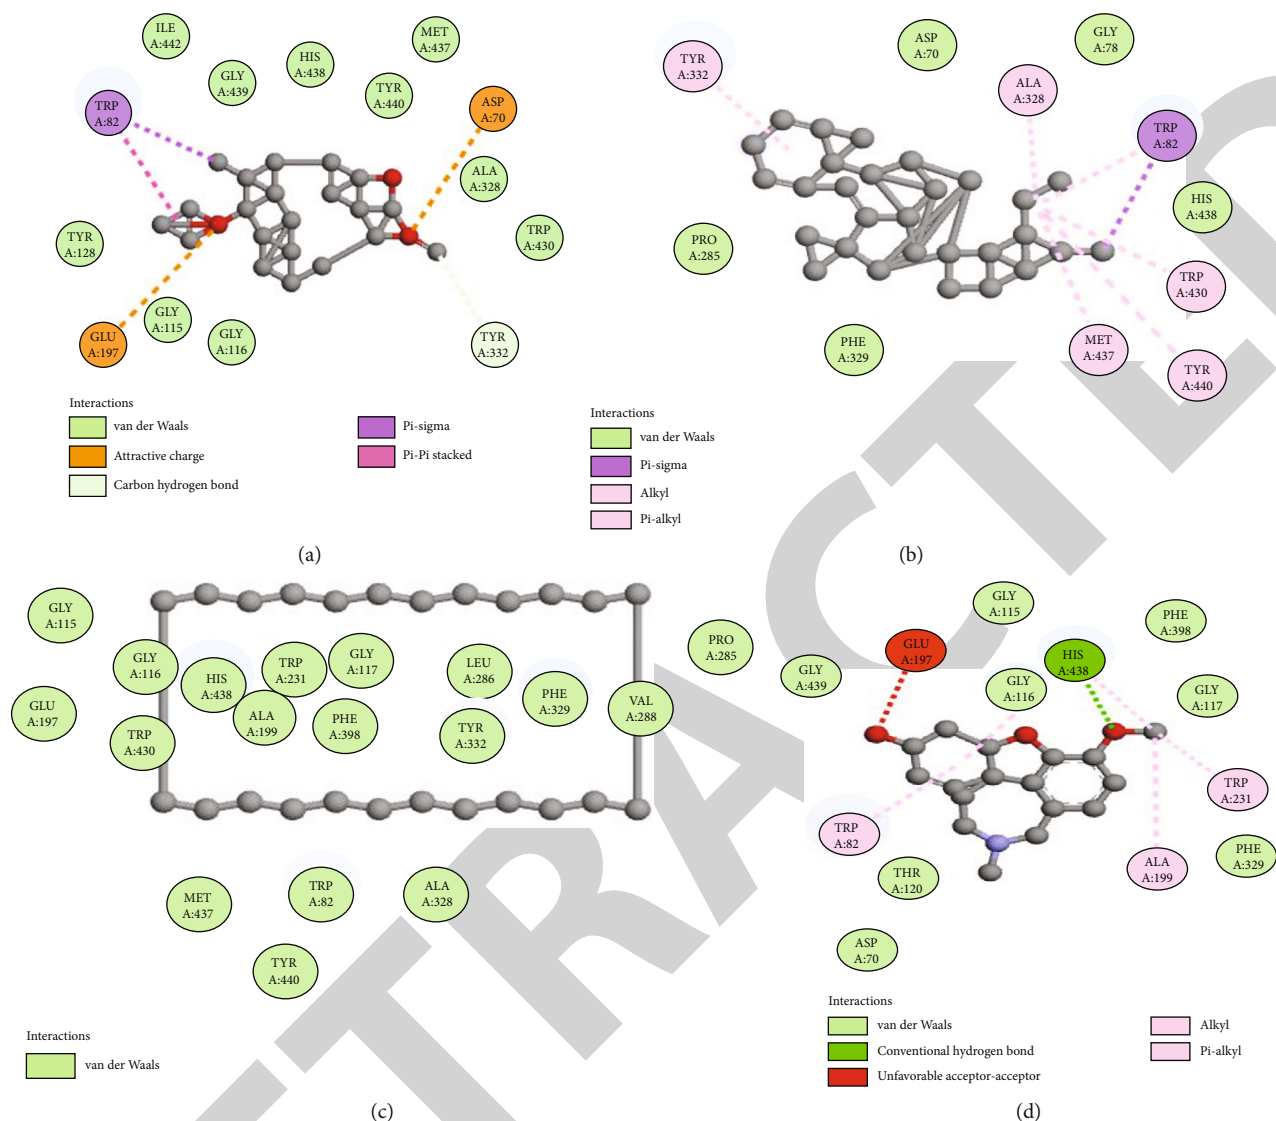 ILE
A:442
GLY
A:439
HIS
A:438
MET
A:437
TYR
A:440
TRP
A:82
ASP
A:70
ALA
A:328
TYR
A:128
TRP
A:430
GLY
A:115
GLY
A:116
GLU
A:197
TYR
A:332
Interactions
van der Waals
Attractive charge
Carbon hydrogen bond
Pi-sigma
Pi-Pi stacked
(a)
TYR
A:332
ASP
A:70
GLY
A:78
ALA
A:328
TRP
A:82
HIS
A:438
PRO
A:285
TRP
A:430
PHE
A:329
MET
A:437
TYR
A:440
Interactions
van der Waals
Pi-sigma
Alkyl
Pi-alkyl
(b)
GLY
A:115
GLY
A:116
HIS
A:438
TRP
A:231
GLY
A:117
LEU
A:286
PHE
A:329
VAL
A:288
GLU
A:197
TRP
A:430
ALA
A:199
PHE
A:398
TYR
A:332
PRO
A:285
MET
A:437
TRP
A:82
ALA
A:328
TYR
A:440
Interactions
van der Waals
(c)
GLY
A:115
PHE
A:398
GLU
A:197
HIS
A:438
GLY
A:439
GLY
A:116
GLY
A:117
TRP
A:231
TRP
A:82
THR
A:120
ALA
A:199
PHE
A:329
ASP
A:70
Interactions
van der Waals
Conventional hydrogen bond
Unfavorable acceptor-acceptor
Alkyl
Pi-alkyl
(d)